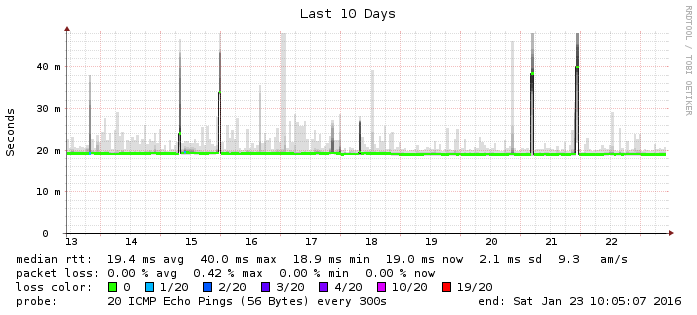 Last 10 Days
RRDTOOL / TOBI OETIKER
Seconds
40 m
30 m
20 m
10 m
0
13 14 15 16 17 18 19 20 21 22
median rtt: 19.4 ms avg 40.0 ms max 18.9 ms min 19.0 ms now 2.1 ms sd 9.3 am/s
packet loss: 0.00 % avg 0.42 % max 0.00 % min 0.00 % now
loss color: 0 1/20 2/20 3/20 4/20 10/20 19/20
probe: 20 ICMP Echo Pings (56 Bytes) every 300s end: Sat Jan 23 10:05:07 2016